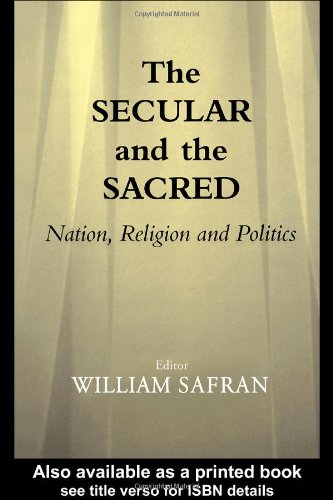 The
SECULAR
and the
SACRED
Nation, Religion and Politics
Editor
WILLIAM SAFRAN
Also available as a printed book
see title verso for ISBN details